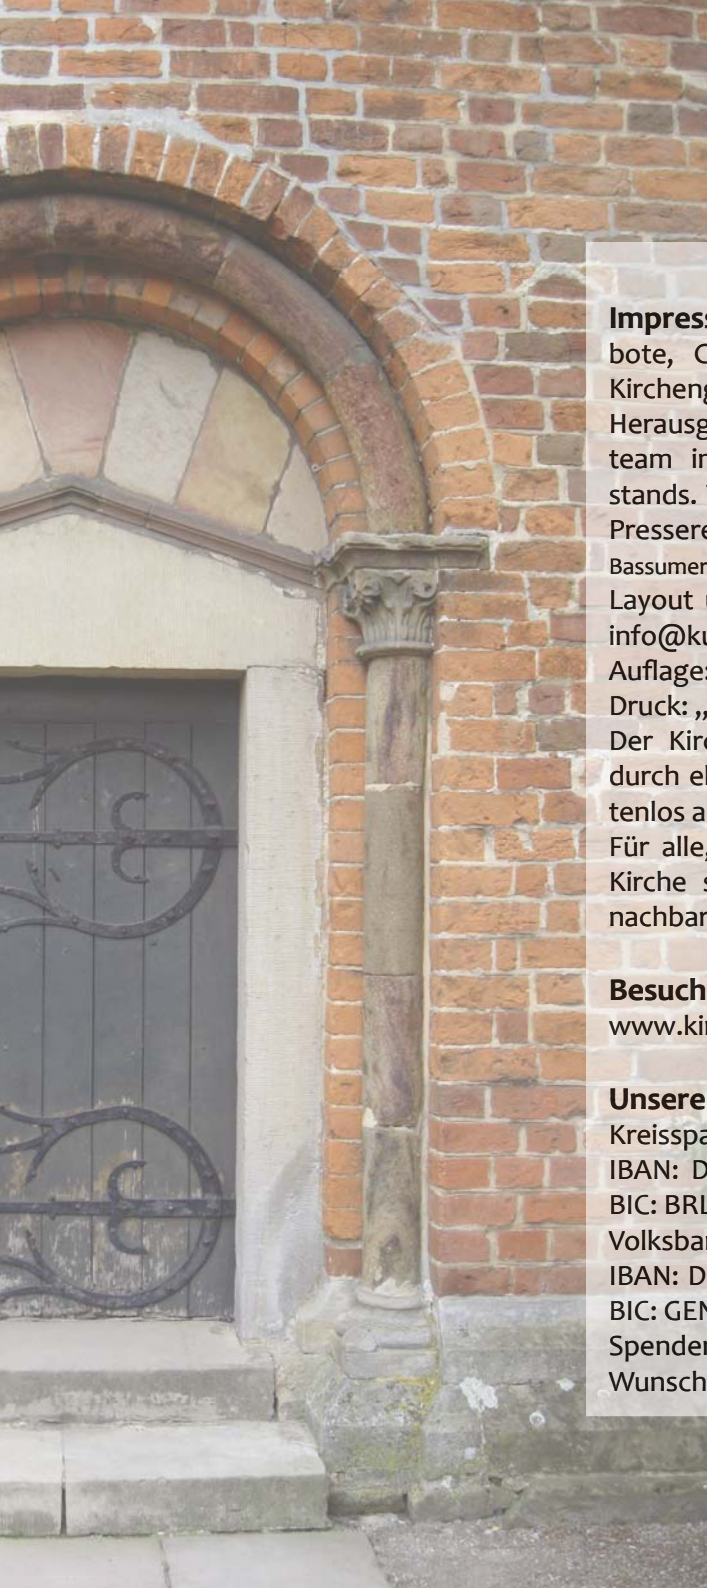 Impress
bote, C
Kircheng
Herausg
team in
stands.
Pressere
Bassumer
Layout
info@ku
Auflage:
Druck: „
Der Kirc
durch el
tenlos a
Für alle,
Kirche s
nachbar
Besuch
www.kir
Unsere
Kreisspa
IBAN: D
BIC: BRL
Volksban
IBAN: D
BIC: GEN
Spenden
Wunsch